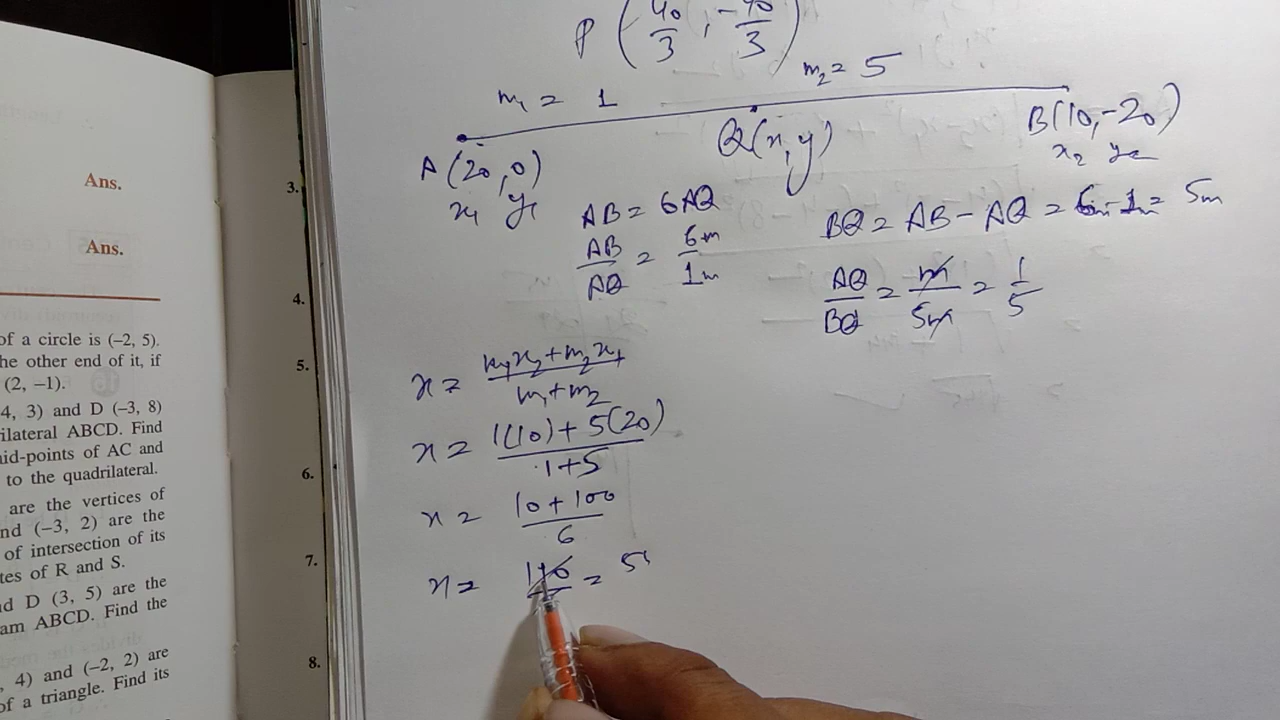 P (40/3, -40/3)
m₁ = 1
m₂ = 5
A (20, 0)
x₁ y₁
Q(x, y)
B(10, -20)
x₂ y₂
AB = 6AQ
AB/AQ = 6m/1m
BQ = AB - AQ = 6m - 1m = 5m
AQ/BQ = m/5m = 1/5
x = m₁x₂+m₂x₁/m₁+m₂
x = 1(10)+5(20)/1+5
x = 10+100/6
x = 110 = 55
Ans.
Ans.
of a circle is (–2, 5).
he other end of it, if
(2, –1).
4, 3) and D (–3, 8)
ilateral ABCD. Find
id-points of AC and
to the quadrilateral.
are the vertices of
nd (–3, 2) are the
of intersection of its
tes of R and S.
d D (3, 5) are the
am ABCD. Find the
, 4) and (–2, 2) are
of a triangle. Find its
3.
4.
5.
6.
7.
8.